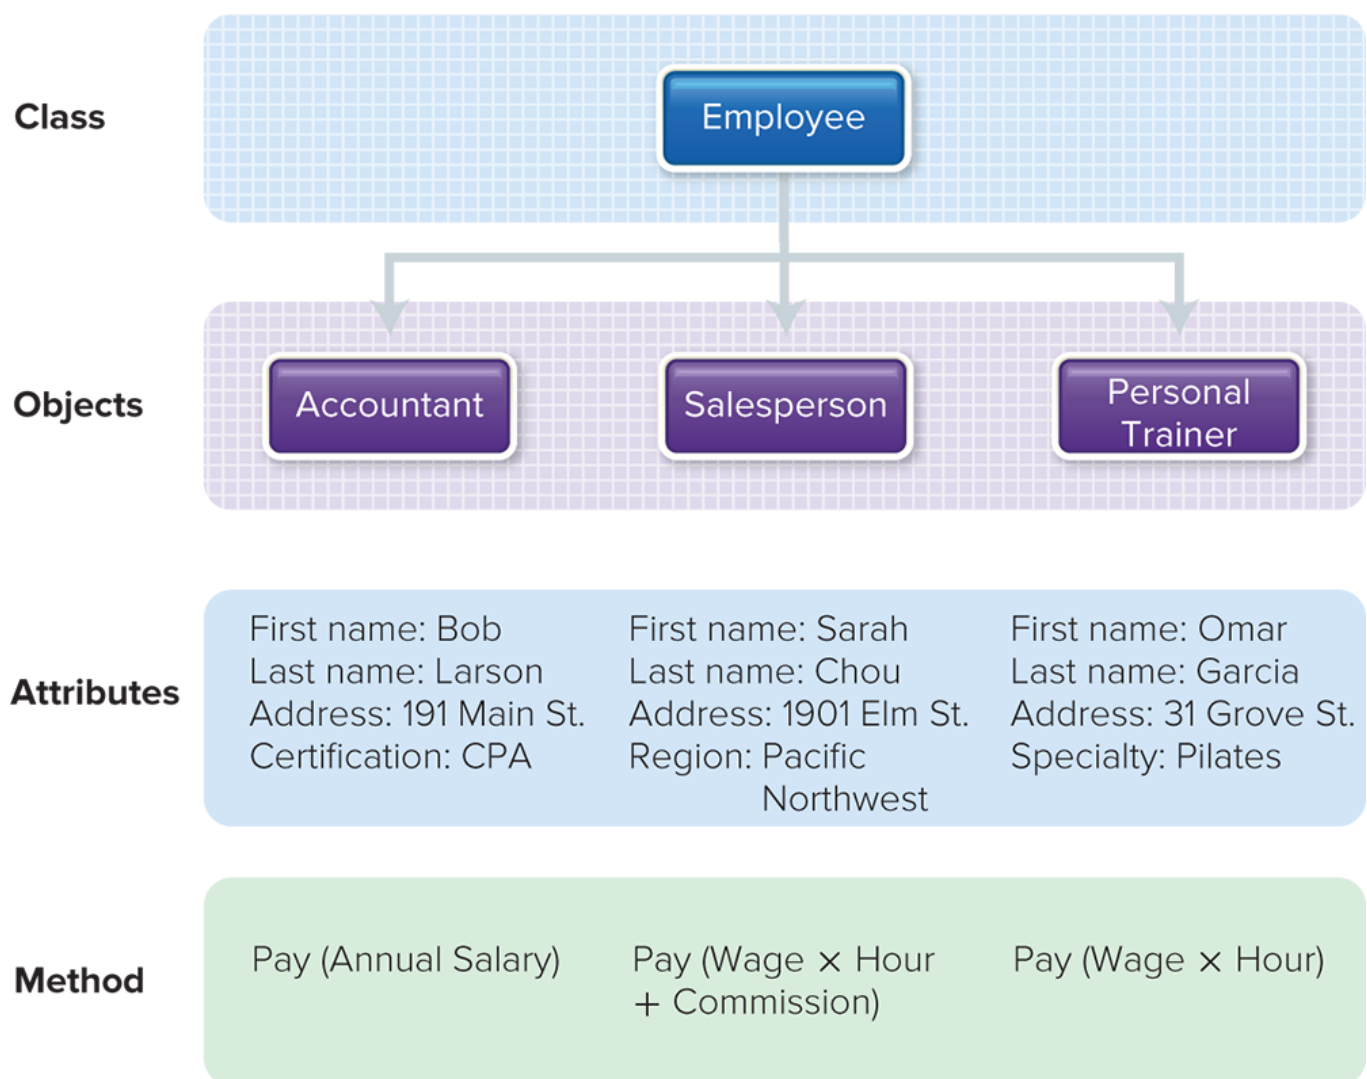 Class
Employee
Objects
Accountant
Salesperson
Personal
Trainer
Attributes
First name: Bob
Last name: Larson
Address: 191 Main St.
Certification: CPA
First name: Sarah
Last name: Chou
Address: 1901 Elm St.
Region: Pacific
Northwest
First name: Omar
Last name: Garcia
Address: 31 Grove St.
Specialty: Pilates
Method
Pay (Annual Salary)
Pay (Wage × Hour
+ Commission)
Pay (Wage × Hour)